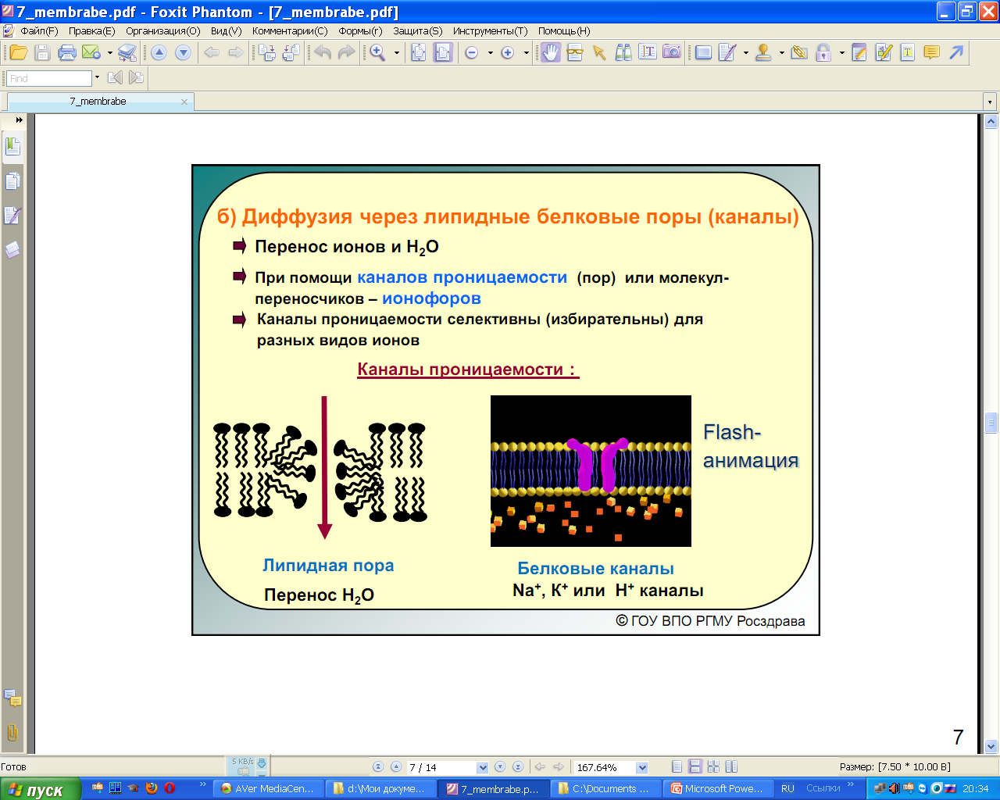 7_membrabe.pdf - Foxit Phantom - [7_membrabe.pdf]
Файл(F) Правка(E) Организация(O) Вид(V) Комментарии(C) Формы(r) Защита(S) Инструменты(T) Помощь(H)
Find
7_membrabe
б) Диффузия через липидные белковые поры (каналы)
Перенос ионов и H2O
При помощи каналов проницаемости (пор) или молекул-
переносчиков – ионофоров
Каналы проницаемости селективны (избирательны) для
разных видов ионов
Каналы проницаемости :
Flash-
анимация
Липидная пора
Перенос H2O
Белковые каналы
Na+, К+ или H+ каналы
© ГОУ ВПО РГМУ Росздрава
7
Готов
5 KB/s
7 / 14
167.64%
Размер: [7.50 * 10.00 В]
пуск
AVer MediaCen...
d:\Мои докуме...
7_membrabe.p...
C:\Documents ...
Microsoft Powe...
RU
Ссылки
20:34